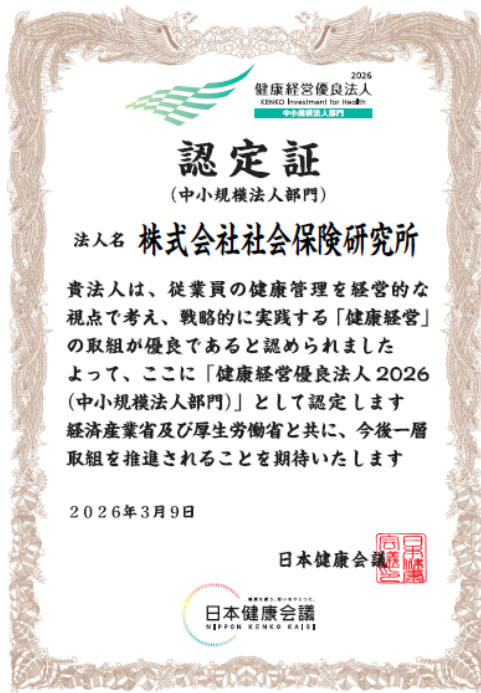 2026
健康経営優良法人
KENKO Investment for Health
中小規模法人部門
認定証
(中小規模法人部門)
法人名 株式会社社会保険研究所
貴法人は、従業員の健康管理を経営的な
視点で考え、戦略的に実践する「健康経営」
の取組が優良であると認められました
よって、ここに「健康経営優良法人2026
(中小規模法人部門)」として認定します
経済産業省及び厚生労働省と共に、今後一層
取組を推進されることを期待いたします
2026年3月9日
日本健康会議
日本健康会議
NIPPON KENKO KAIGI